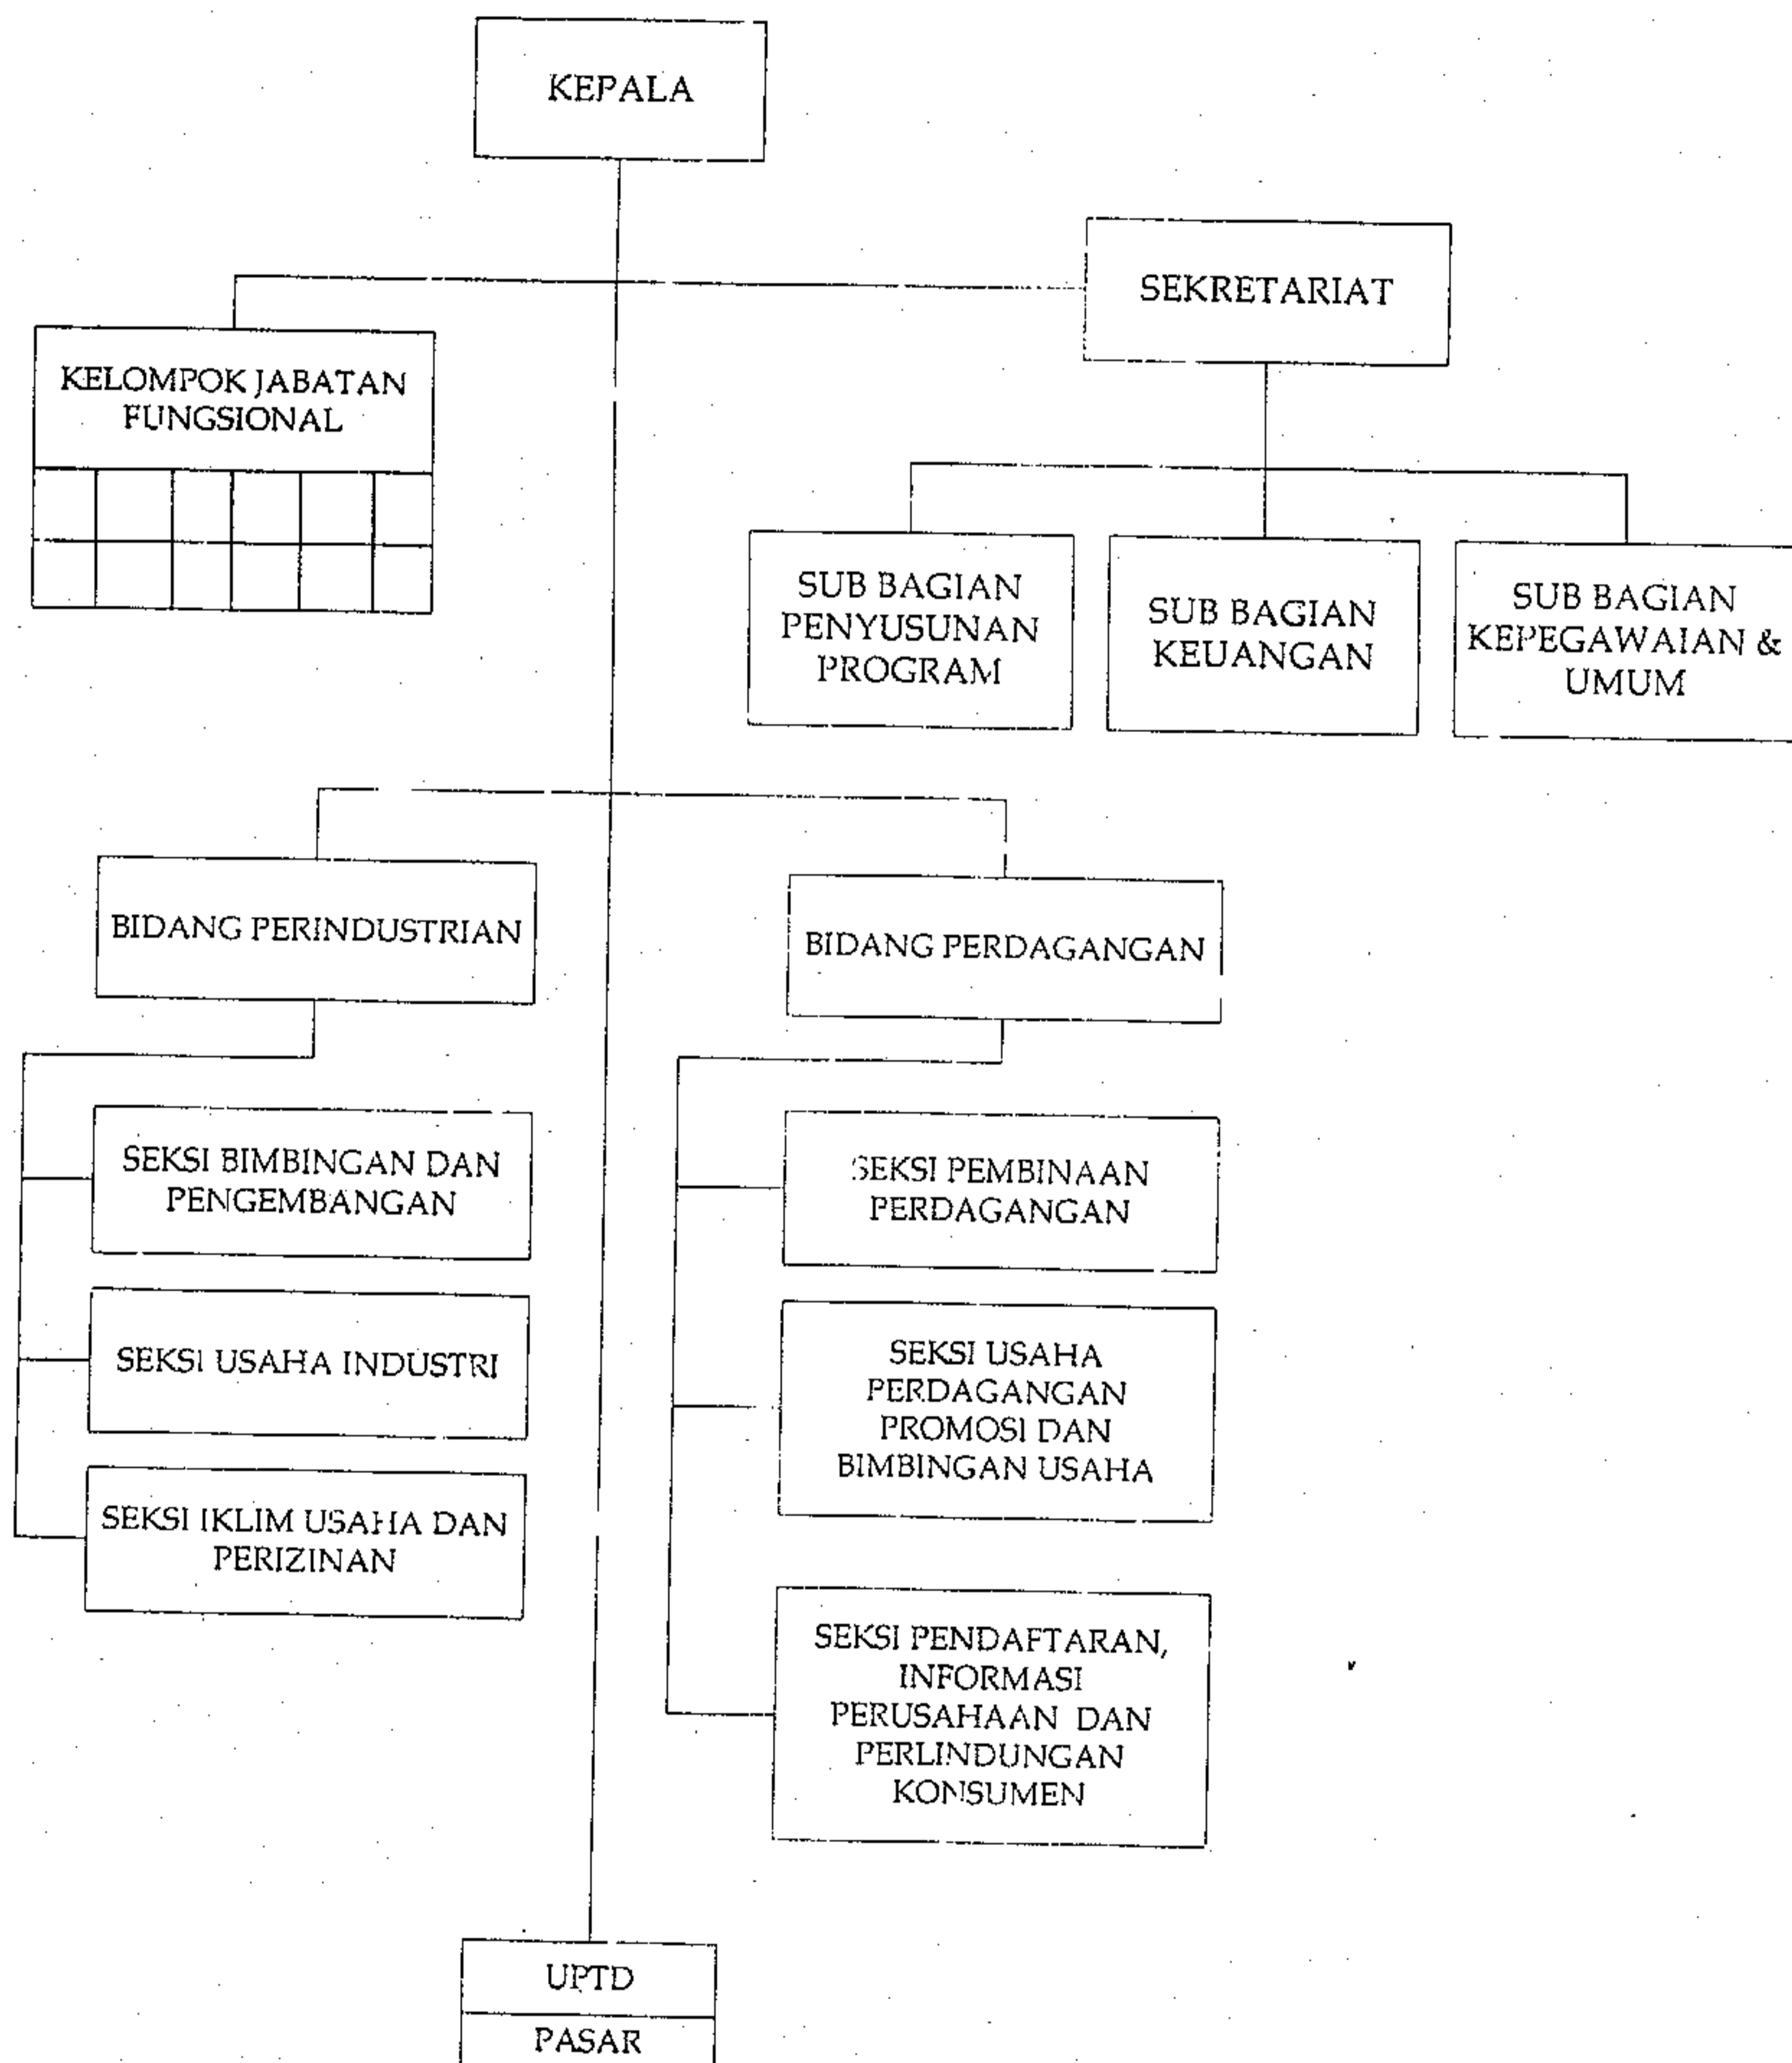 KEPALA
SEKRETARIAT
KELOMPOK JABATAN
FUNGSIONAL
SUB BAGIAN
PENYUSUNAN
PROGRAM
SUB BAGIAN
KEUANGAN
SUB BAGIAN
KEPEGAWAIAN &
UMUM
BIDANG PERINDUSTRIAN
BIDANG PERDAGANGAN
SEKSI BIMBINGAN DAN
PENGEMBANGAN
SEKSI USAHA INDUSTRI
SEKSI IKLIM USAHA DAN
PERIZINAN
SEKSI PEMBINAAN
PERDAGANGAN
SEKSI USAHA
PERDAGANGAN
PROMOSI DAN
BIMBINGAN USAHA
SEKSI PENDAFTARAN,
INFORMASI
PERUSAHAAN DAN
PERLINDUNGAN
KONSUMEN
UPTD
PASAR